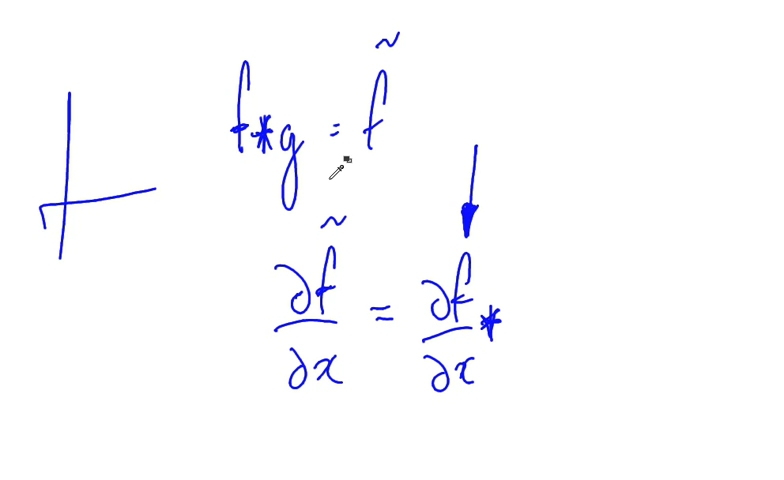 f*g = f̃
∂f̃/∂x = ∂f/∂x *